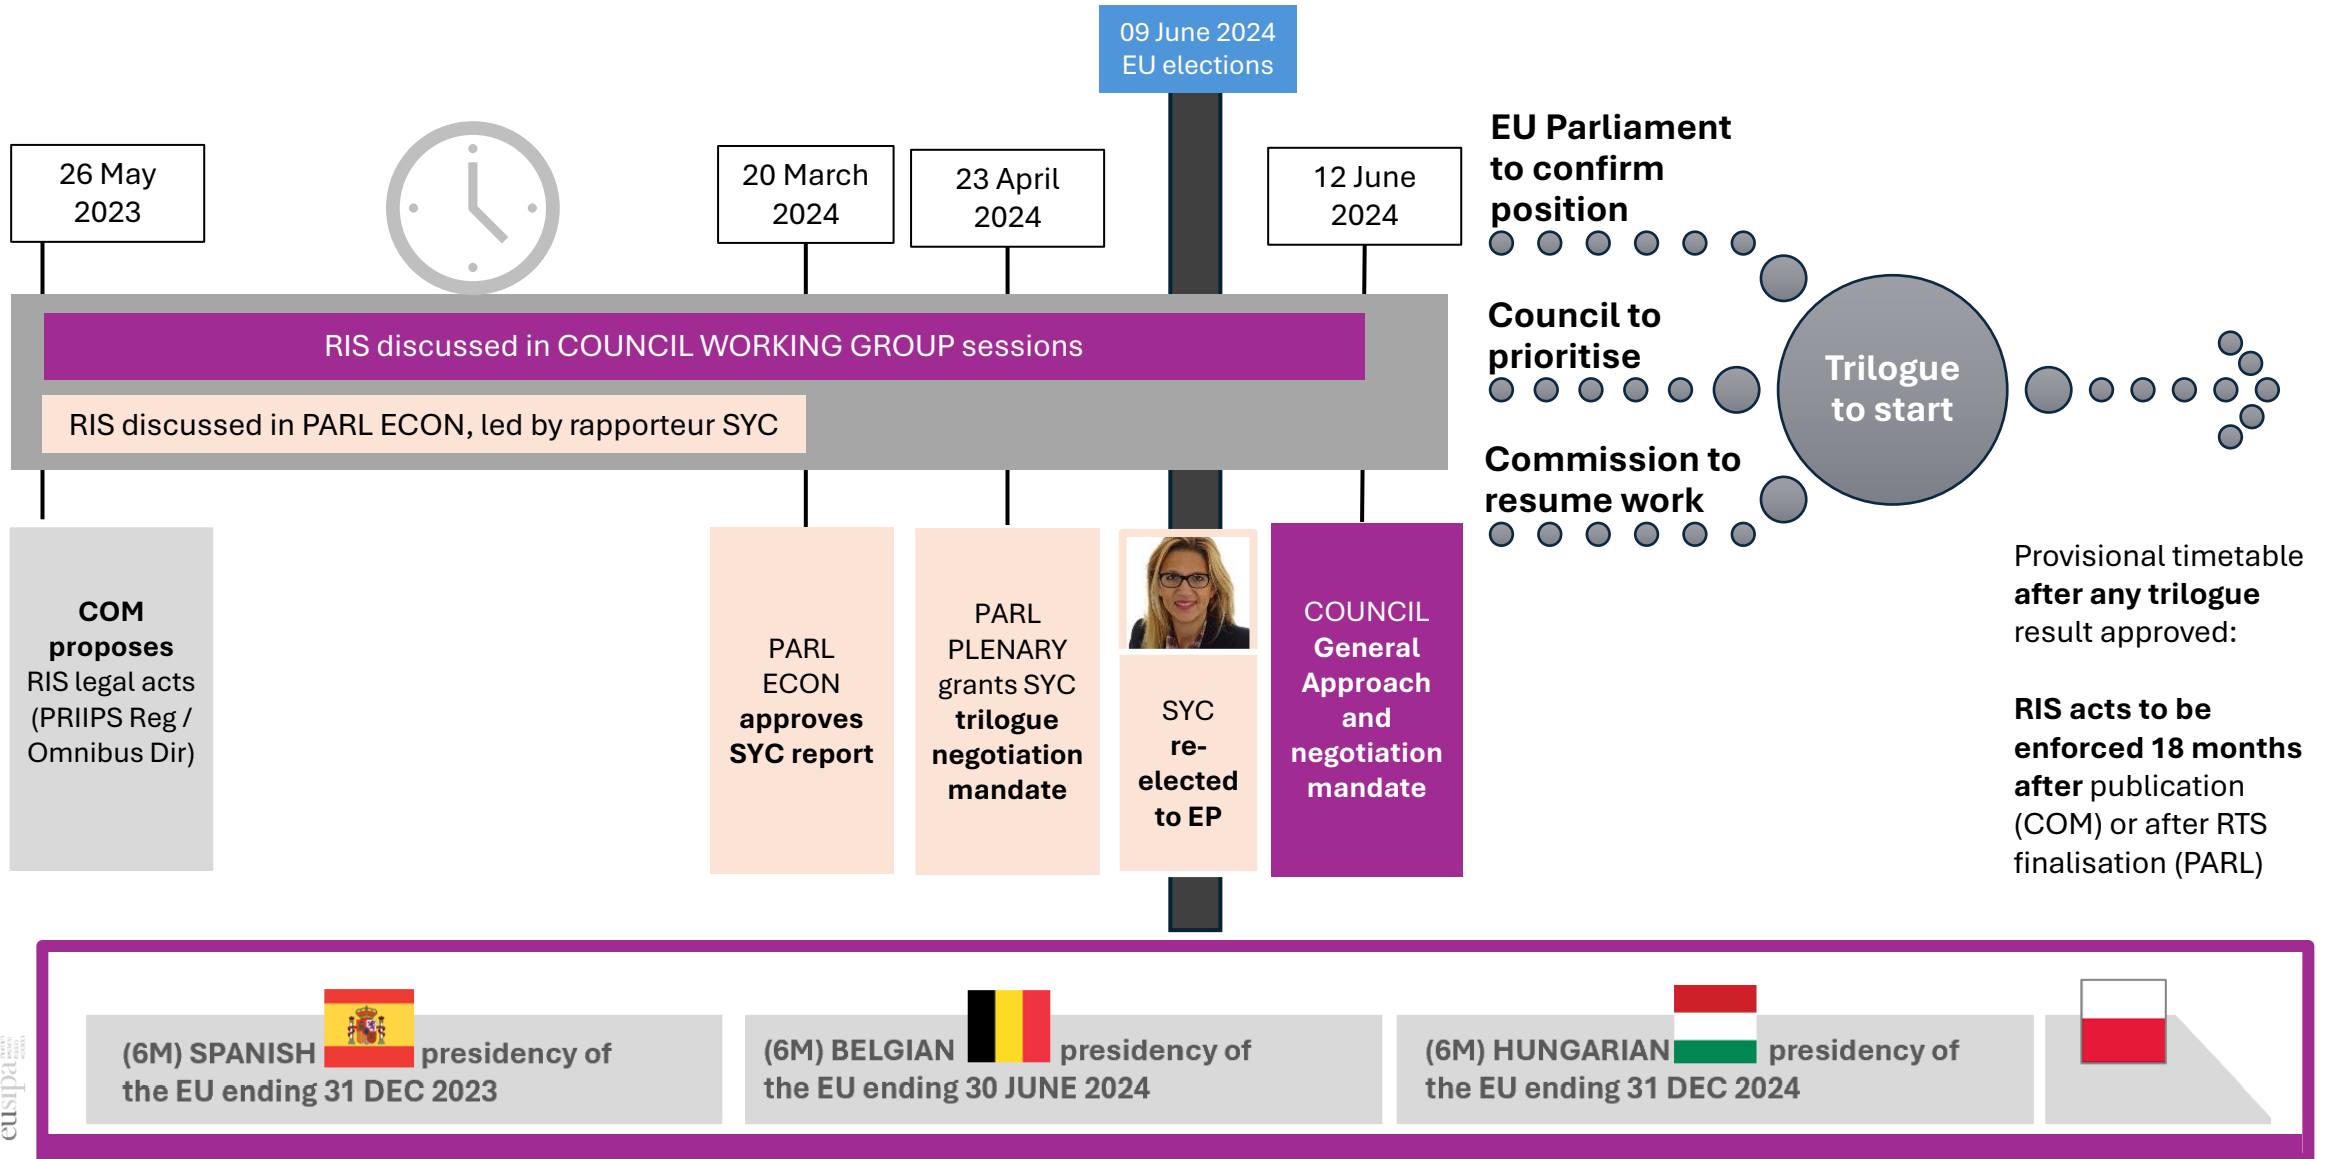 09 June 2024
EU elections
26 May
2023
20 March
2024
23 April
2024
12 June
2024
EU Parliament
to confirm
position
Council to
prioritise
Commission to
resume work
Trilogue
to start
RIS discussed in COUNCIL WORKING GROUP sessions
RIS discussed in PARL ECON, led by rapporteur SYC
COM
proposes
RIS legal acts
(PRIIPS Reg /
Omnibus Dir)
PARL
ECON
approves
SYC report
PARL
PLENARY
grants SYC
trilogue
negotiation
mandate
SYC
re-
elected
to EP
COUNCIL
General
Approach
and
negotiation
mandate
Provisional timetable
after any trilogue
result approved:
RIS acts to be
enforced 18 months
after publication
(COM) or after RTS
finalisation (PARL)
(6M) SPANISH presidency of
the EU ending 31 DEC 2023
(6M) BELGIAN presidency of
the EU ending 30 JUNE 2024
(6M) HUNGARIAN presidency of
the EU ending 31 DEC 2024
eusipa